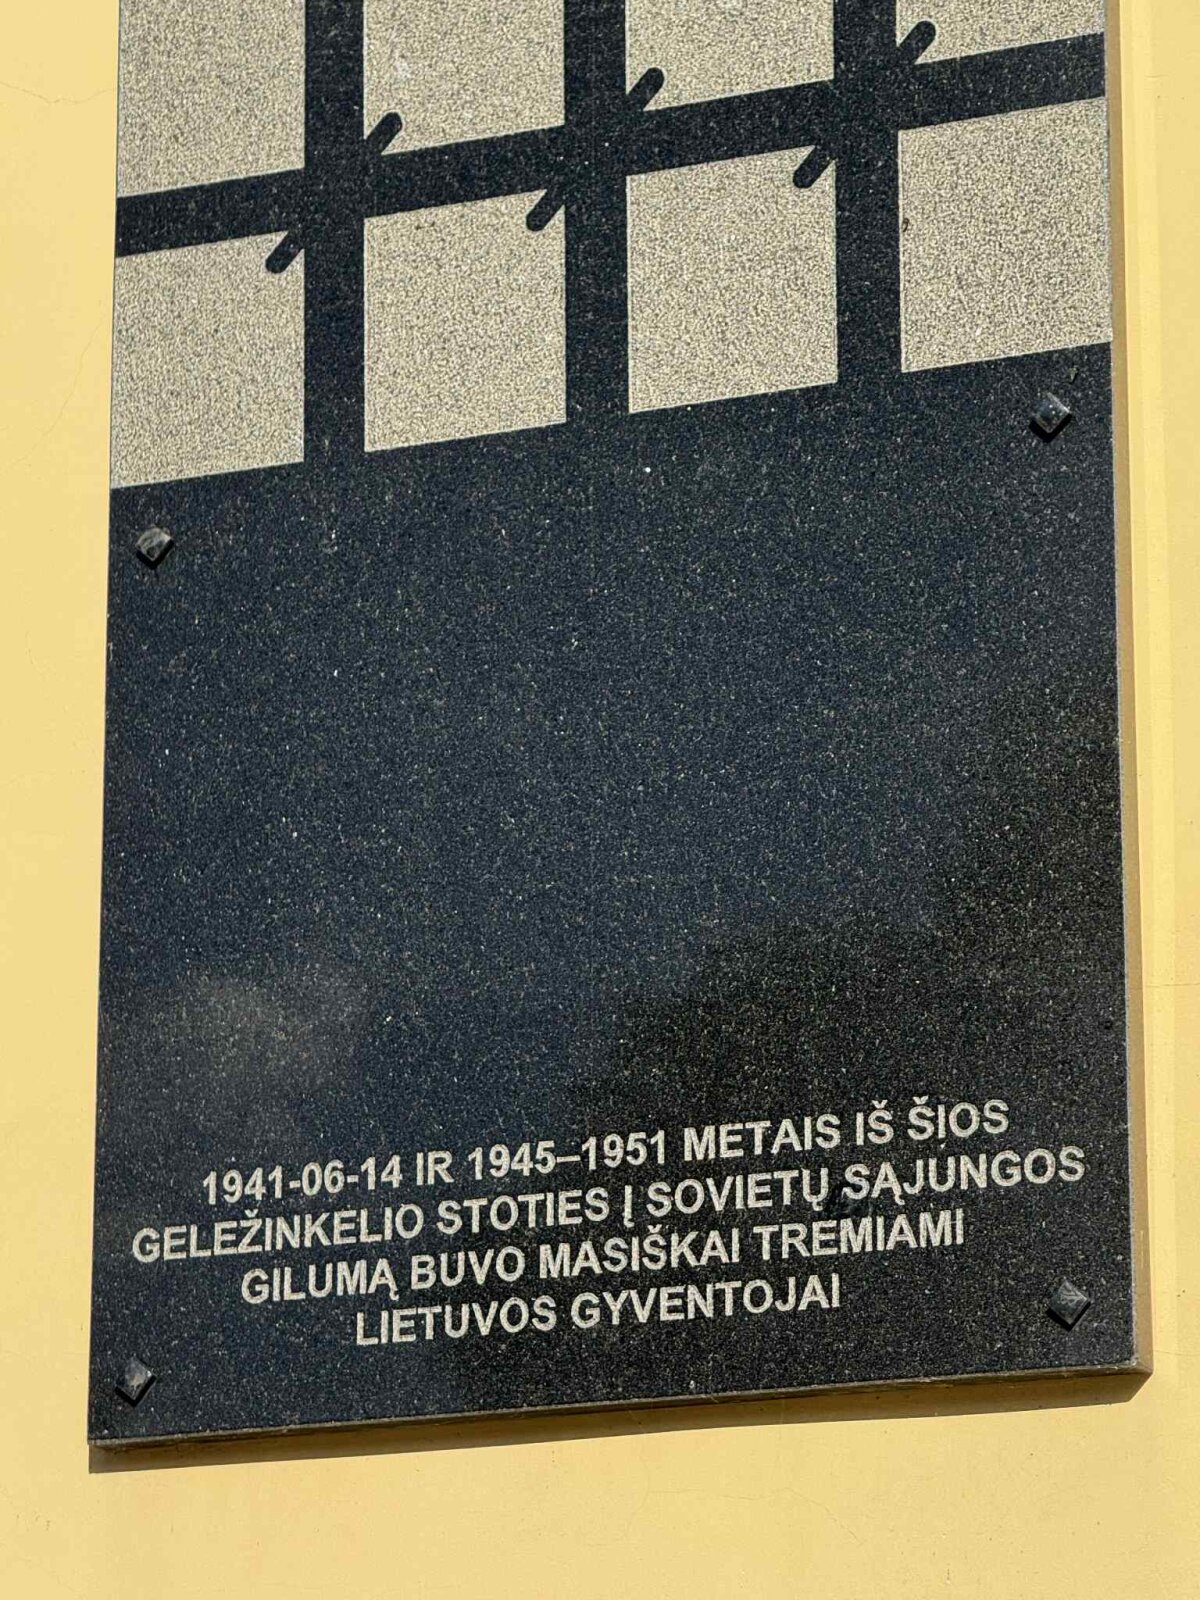 1941-06-14 IR 1945–1951 METAIS IŠ ŠIOS
GELEŽINKELIO STOTIES Į SOVIETŲ SĄJUNGOS
GILUMĄ BUVO MASIŠKAI TREMIAMI
LIETUVOS GYVENTOJAI